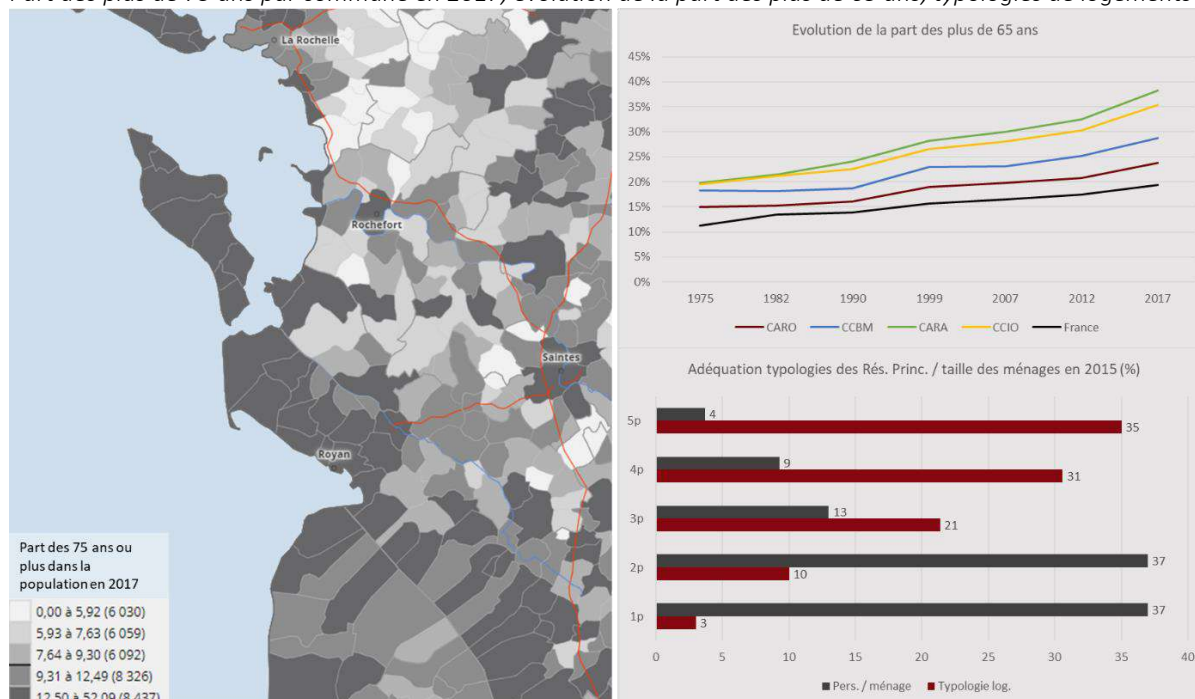 Part des plus de 75 ans par commune en 2017, évolution de la part des plus de 65 ans, typologies de logements
La Rochelle
Rochefort
Saintes
Royan
Part des 75 ans ou
plus dans la
population en 2017
0,00 à 5,92 (6 030)
5,93 à 7,63 (6 059)
7,64 à 9,30 (6 092)
9,31 à 12,49 (8 326)
12,50 à 52,09 (8 437)
Evolution de la part des plus de 65 ans
45%
40%
35%
30%
25%
20%
15%
10%
5%
0%
1975 1982 1990 1999 2007 2012 2017
CARO CCBM CARA CCIO France
Adéquation typologies des Rés. Princ. / taille des ménages en 2015 (%)
5p 4
35
4p 9
31
3p 13
21
2p 37
10
1p 37
3
0 5 10 15 20 25 30 35 40
Pers. / ménage Typologie log.